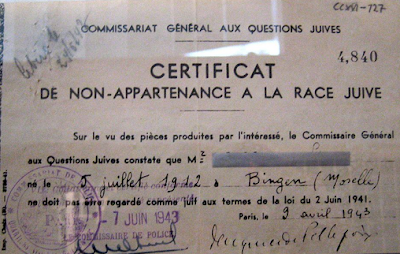 CCXVI-127
COMMISSARIAT GÉNÉRAL AUX QUESTIONS JUIVES
4,840
CERTIFICAT
DE NON-APPARTENANCE A LA RACE JUIVE
Sur le vu des pièces produites par l'intéressé, le Commissaire Général
aux Questions Juives constate que M
né le 5 juillet 1912 à Bingen (Moselle)
ne doit pas être regardé comme juif aux termes de la loi du 2 Juin 1941.
Paris, le 9 avril 1943
7 JUIN 1943
COMMISSAIRE DE POLICE